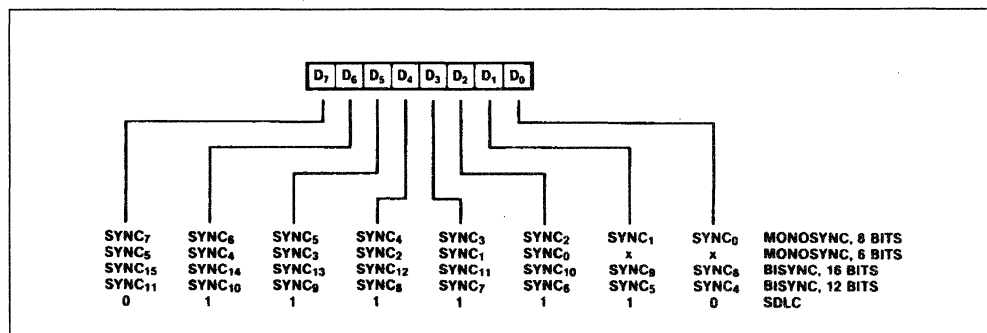 D₇ D₆ D₅ D₄ D₃ D₂ D₁ D₀
SYNC₇ SYNC₆ SYNC₅ SYNC₄ SYNC₃ SYNC₂ SYNC₁ SYNC₀ MONOSYNC, 8 BITS
SYNC₅ SYNC₄ SYNC₃ SYNC₂ SYNC₁ SYNC₀ x x MONOSYNC, 6 BITS
SYNC₁₅ SYNC₁₄ SYNC₁₃ SYNC₁₂ SYNC₁₁ SYNC₁₀ SYNC₉ SYNC₈ BISYNC, 16 BITS
SYNC₁₁ SYNC₁₀ SYNC₉ SYNC₈ SYNC₇ SYNC₆ SYNC₅ SYNC₄ BISYNC, 12 BITS
0 1 1 1 1 1 1 0 SDLC